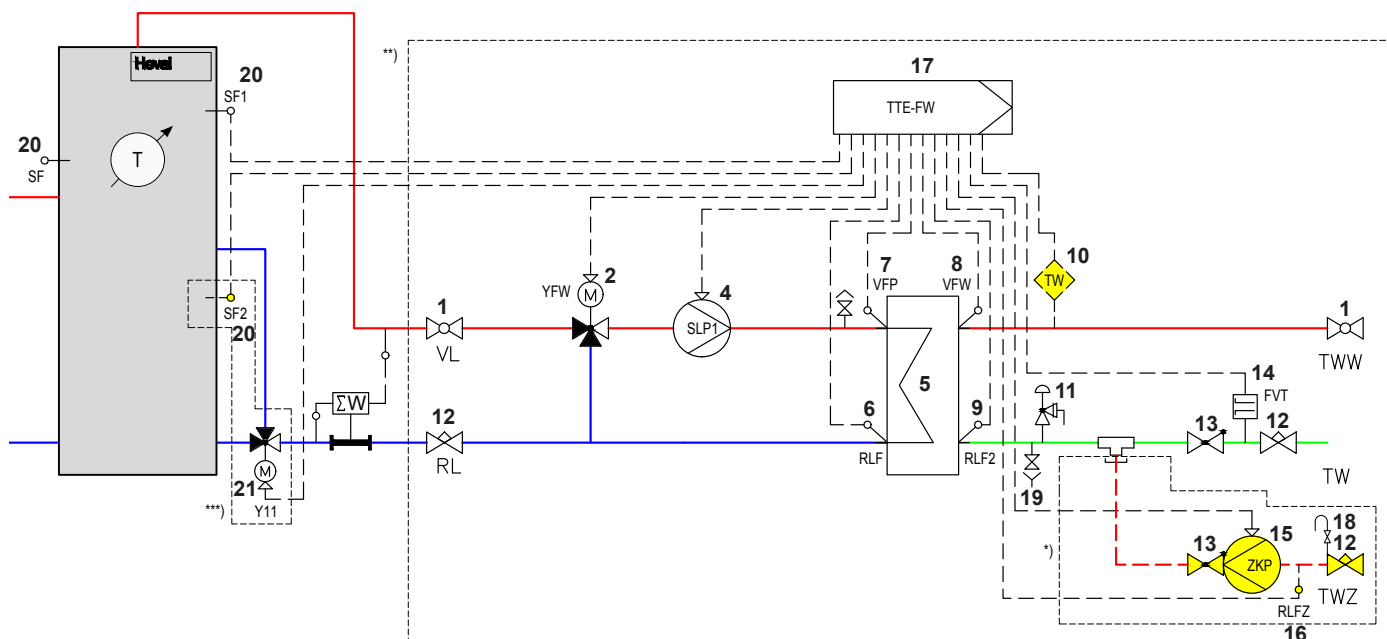 Hoval
**)
17
TTE-FW
20
SF1
20
SF
T
SF2
20
1
VL
YFW
2
M
4
SLP1
7
VFP
8
VFW
10
TW
1
TWW
5
6
RLF
9
RLF2
11
14
FVT
13
12
TW
ΣW
12
RL
M
21
Y11
***)
19
*)
13
15
ZKP
18
12
TWZ
RLFZ
16